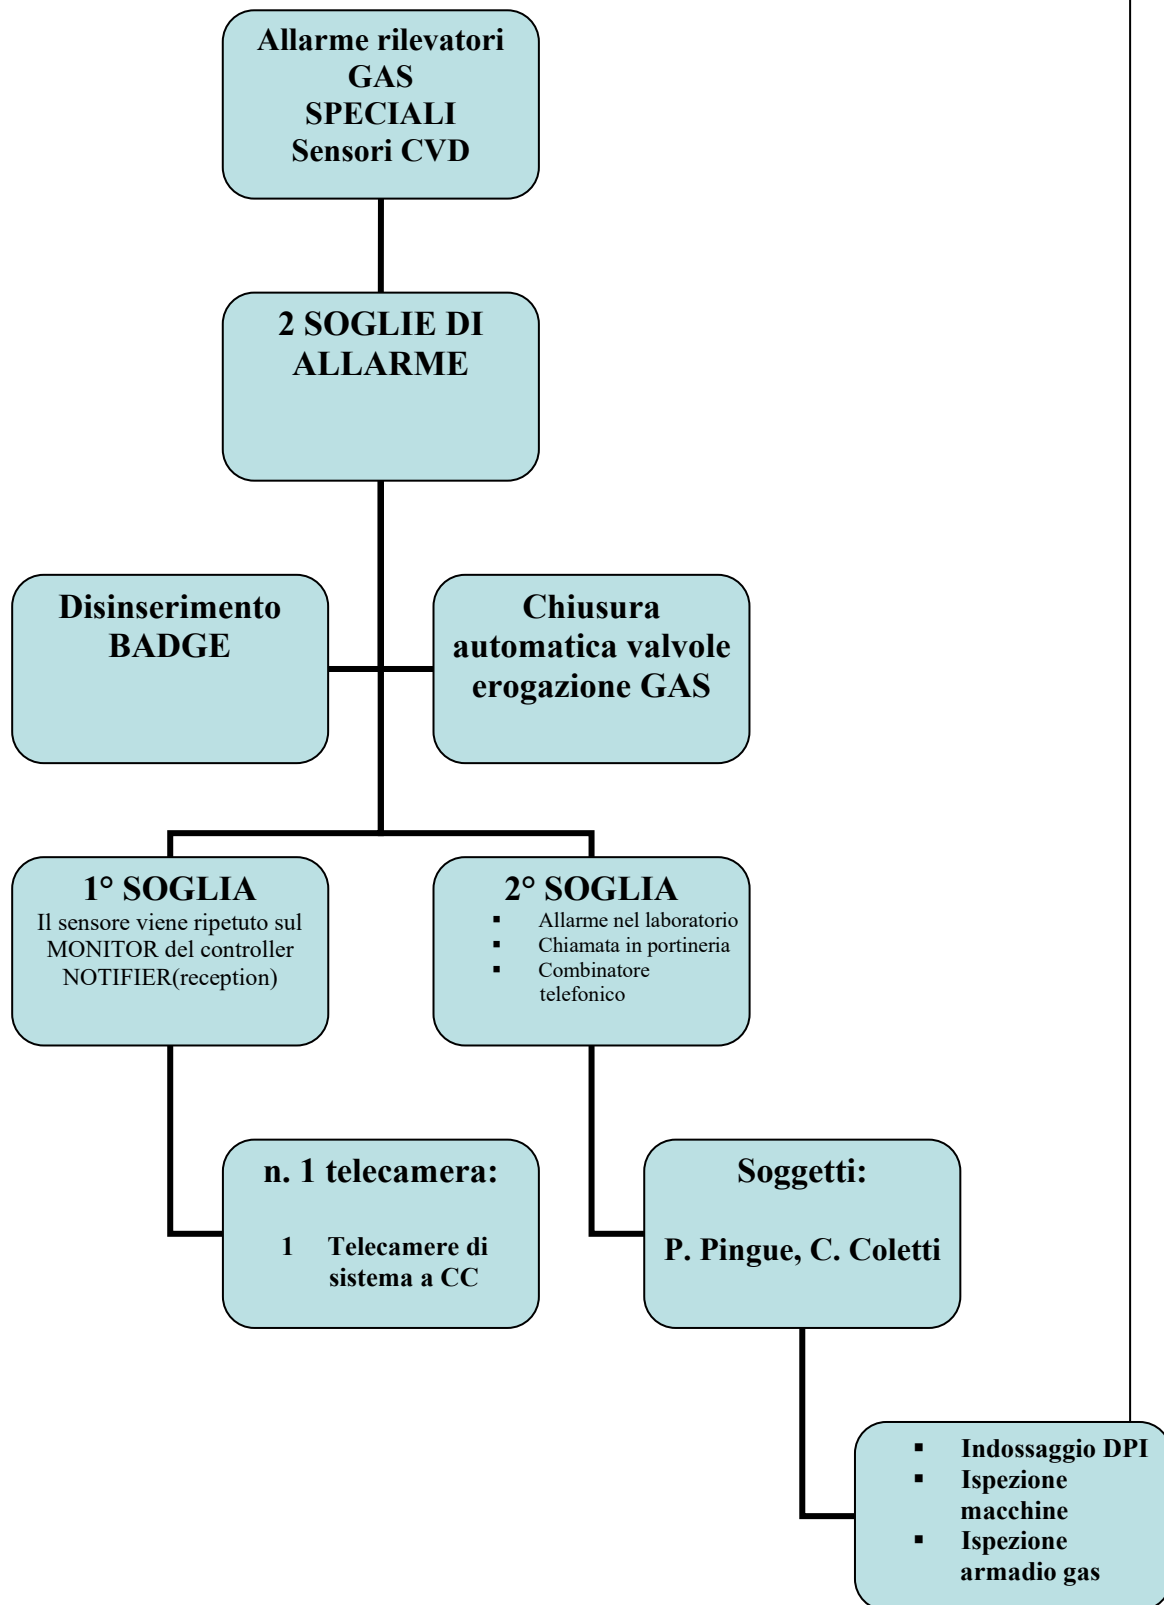 Allarme rilevatori
GAS
SPECIALI
Sensori CVD
2 SOGLIE DI
ALLARME
Disinserimento
BADGE
Chiusura
automatica valvole
erogazione GAS
1° SOGLIA
Il sensore viene ripetuto sul
MONITOR del controller
NOTIFIER(reception)
2° SOGLIA
▪ Allarme nel laboratorio
▪ Chiamata in portineria
▪ Combinatore
telefonico
n. 1 telecamera:
1 Telecamere di
sistema a CC
Soggetti:
P. Pingue, C. Coletti
▪ Indossaggio DPI
▪ Ispezione
macchine
▪ Ispezione
armadio gas